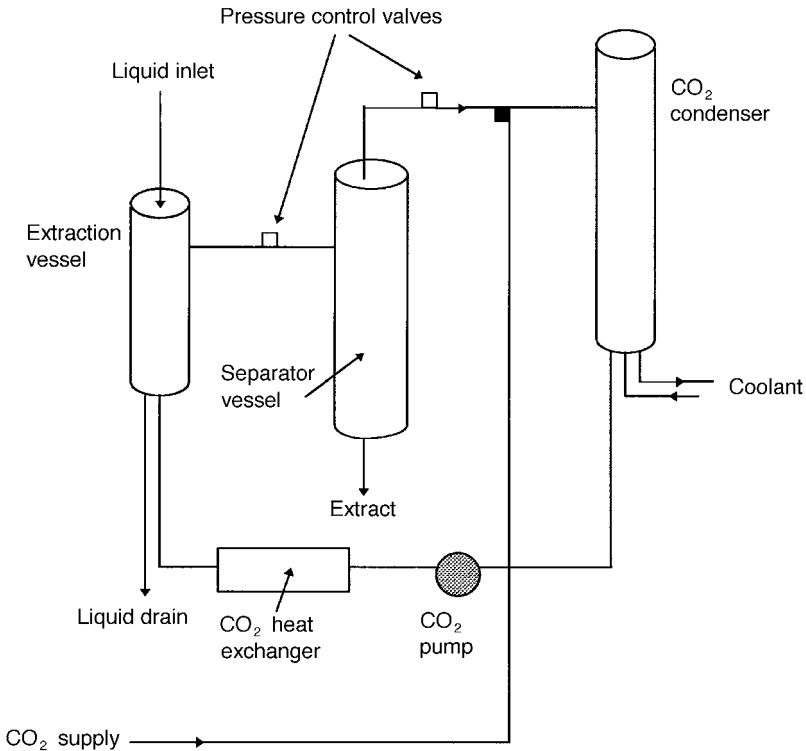 Pressure control valves
Liquid inlet
CO₂
condenser
Extraction
vessel
Separator
vessel
Coolant
Extract
Liquid drain
CO₂ heat
exchanger
CO₂
pump
CO₂ supply